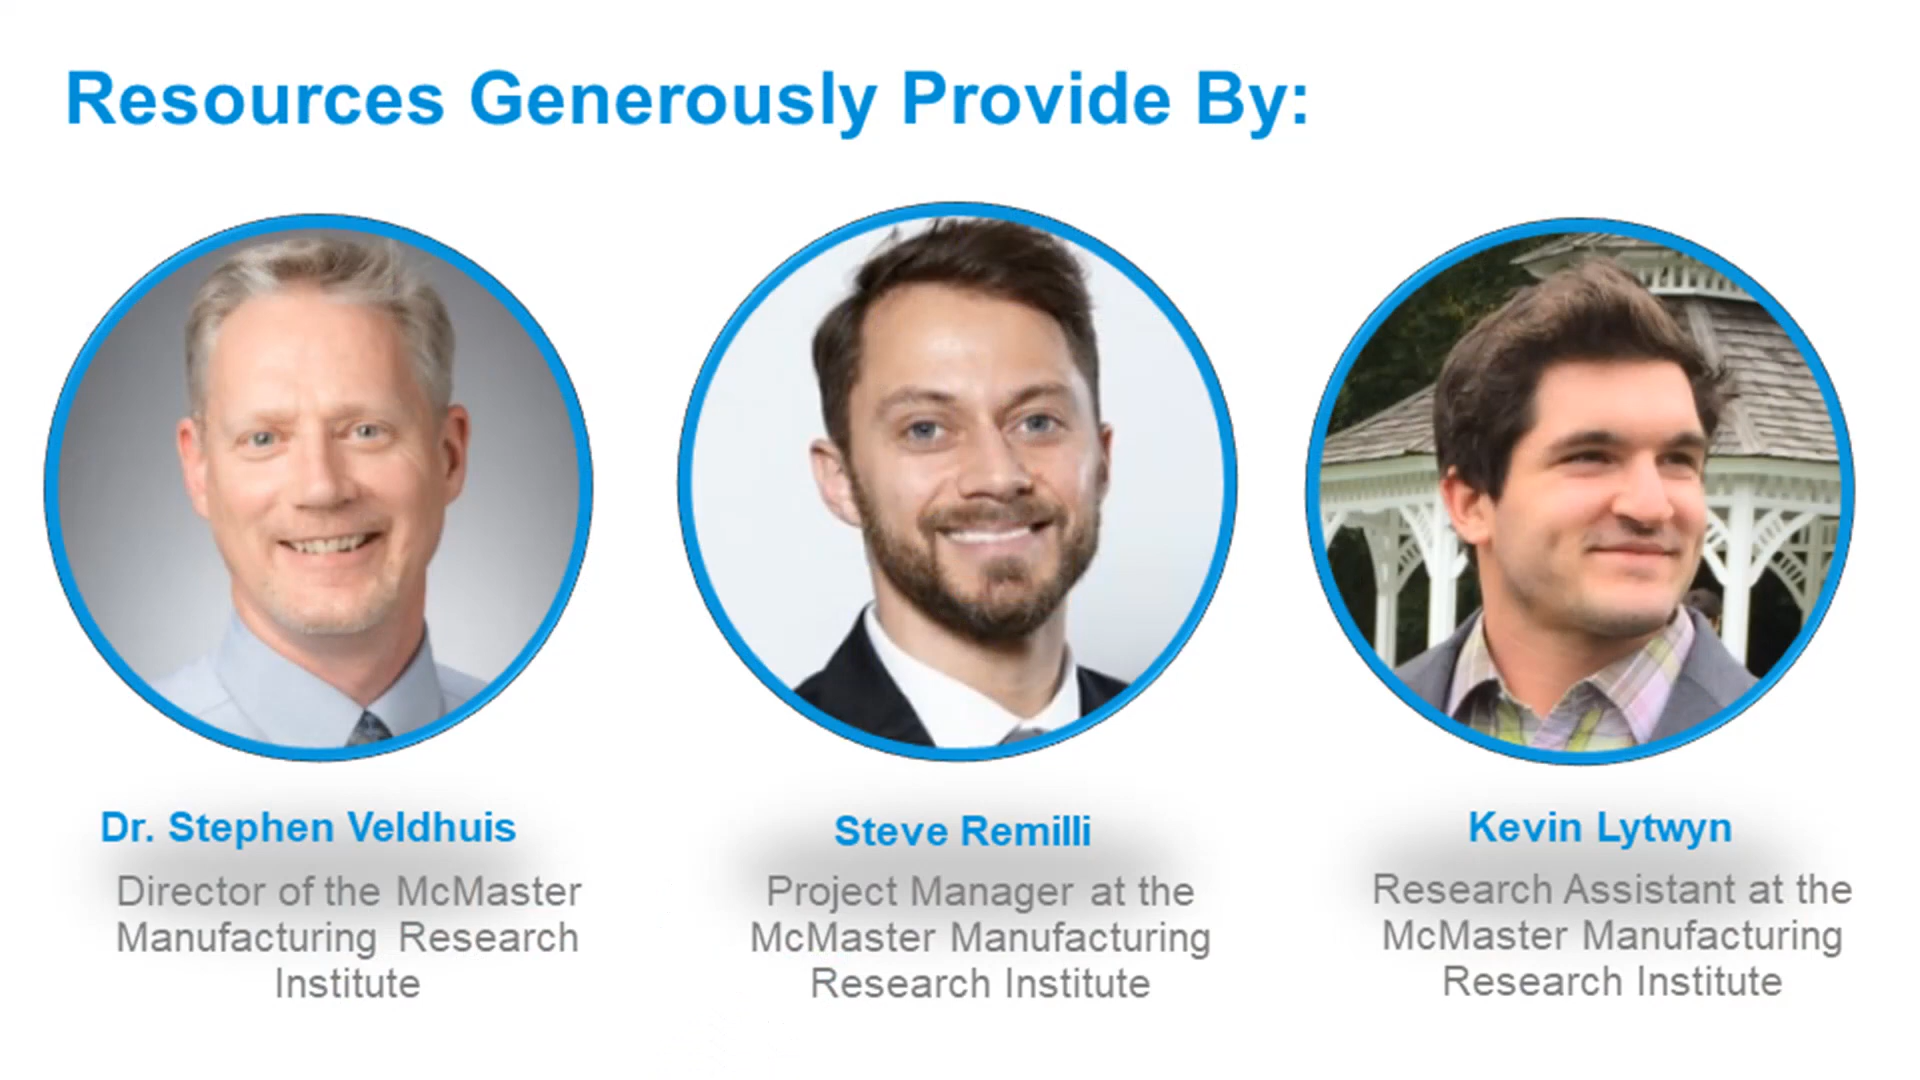 Resources Generously Provide By:
Dr. Stephen Veldhuis
Director of the McMaster
Manufacturing Research
Institute
Steve Remilli
Project Manager at the
McMaster Manufacturing
Research Institute
Kevin Lytwyn
Research Assistant at the
McMaster Manufacturing
Research Institute